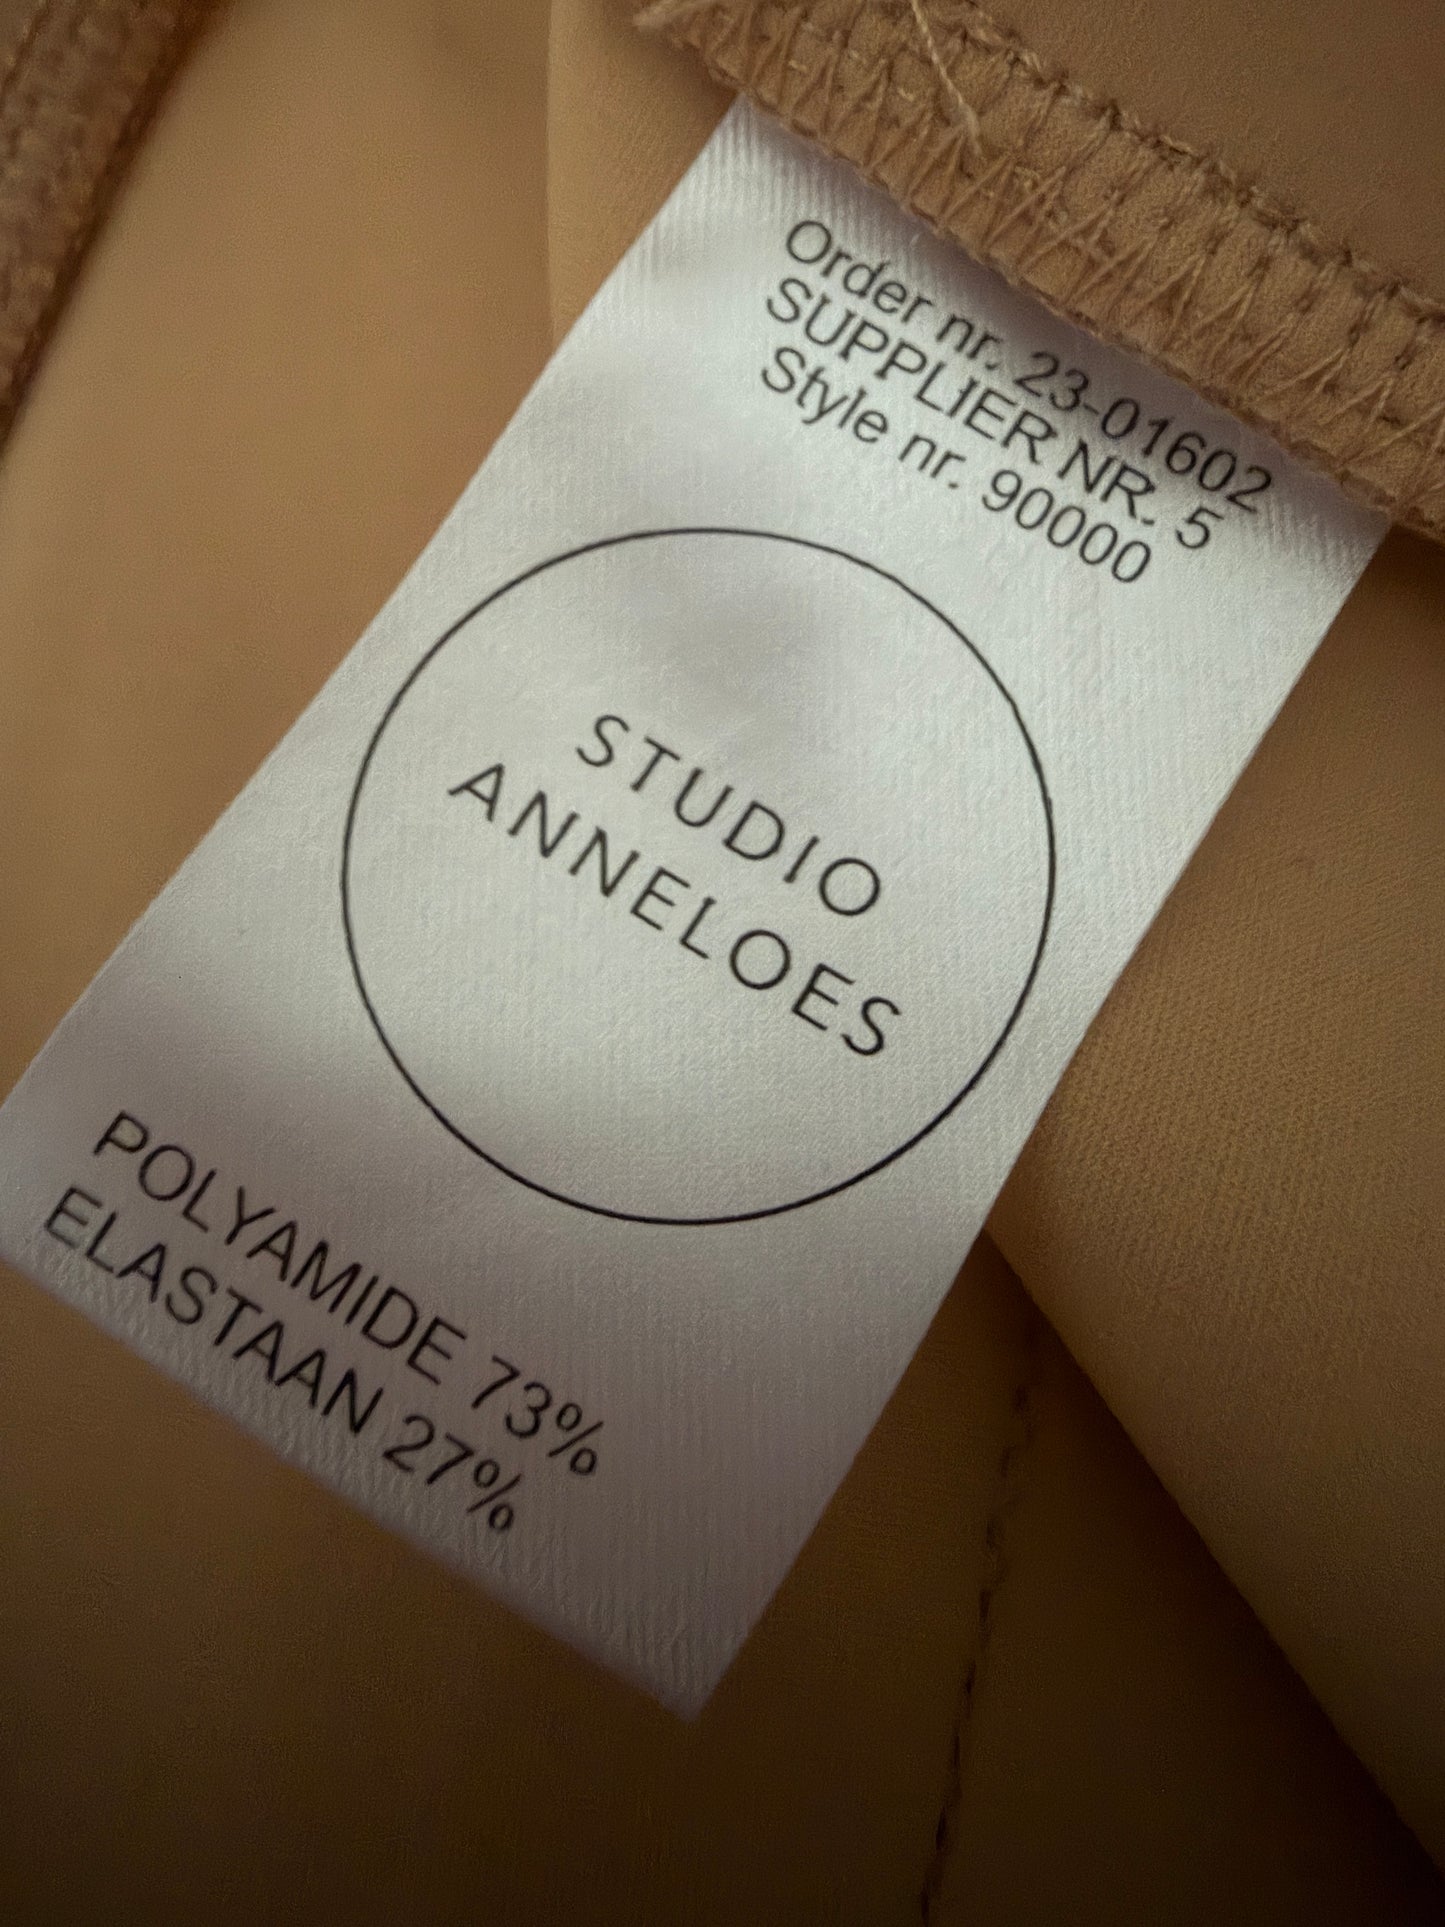 Order nr. 23-01602
SUPPLIER NR. 5
Style nr. 90000
STUDIO
ANNELOES
POLYAMIDE 73%
ELASTAAN 27%